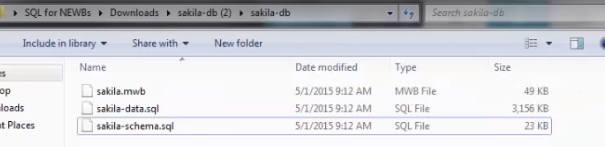 SQL for NEWBs Downloads sakila-db (2) sakila-db Search sakila-db
Include in library Share with New folder
Name Date modified Type Size
sakila.mwb 5/1/2015 9:12 AM MWB File 49 KB
sakila-data.sql 5/1/2015 9:12 AM SQL File 3,156 KB
sakila-schema.sql 5/1/2015 9:12 AM SQL File 23 KB
es
op
loads
t Places